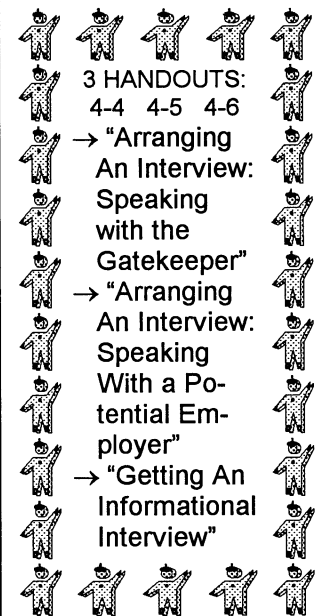 3 HANDOUTS:
4-4 4-5 4-6
→ “Arranging
An Interview:
Speaking
with the
Gatekeeper”
→ “Arranging
An Interview:
Speaking
With a Po-
tential Em-
ployer”
→ “Getting An
Informational
Interview”